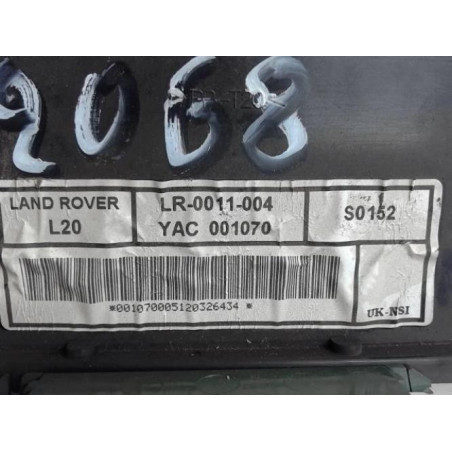 2068
LAND ROVER LR-0011-004 S0152
L20 YAC 001070
*001070005120326434 *
UK-NSI